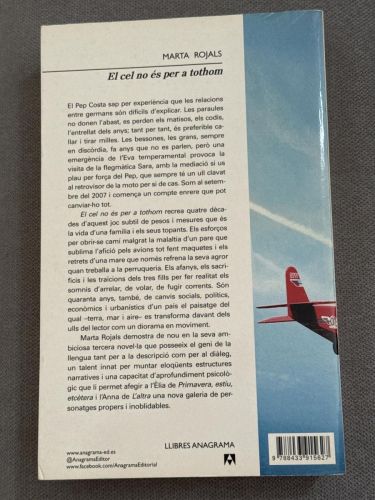 MARTA ROJALS
El cel no és per a tothom
El Pep Costa sap per experiència que les relacions
entre germans són difícils d'explicar. Les paraules
no donen l'abast, es perden els matisos, els codis,
l'entrellat dels anys; tant per tant, és preferible ca-
llar i tirar milles. Les bessones, les grans, sempre
en discòrdia, fa anys que no es parlen, però una
emergència de l'Eva temperamental provoca la
visita de la flegmàtica Sara, amb la mediació si us
plau per força del Pep, que sempre té un ull clavat
al retrovisor de la moto per si de cas. Som al setem-
bre del 2007 i comença un compte enrere que pot
canviar-ho tot.
El cel no és per a tothom recrea quatre dèca-
des d'aquest joc subtil de pesos i mesures que és
la vida d'una família i els seus topants. Els esforços
per obrir-se camí malgrat la malaltia d'un pare que
sublima l'afició pels avions tot fent maquetes i els
retrets d'una mare que només refrena la seva agror
quan treballa a la perruqueria. Els afanys, els sacri-
ficis i les traïcions dels tres fills per fer realitat els
somnis d'arrelar, de volar, de fugir corrents. Són
quaranta anys, també, de canvis socials, polítics,
econòmics i urbanístics d'un país el paisatge del
qual –terra, mar i aire– es transforma davant dels
ulls del lector com un diorama en moviment.
Marta Rojals demostra de nou en la seva am-
biciosa tercera novel·la que posseeix el geni de la
llengua tant per a la descripció com per al diàleg,
un talent innat per muntar eloqüents estructures
narratives i una capacitat d'aprofundiment psicolò-
gic que li permet afegir a l'Èlia de Primavera, estiu,
etcètera i l'Anna de L'altra una nova galeria de per-
sonatges propers i inoblidables.
LLIBRES ANAGRAMA
www.anagrama-ed.es
@AnagramaEditor
www.facebook.com/AnagramaEditorial
9 788433 915627